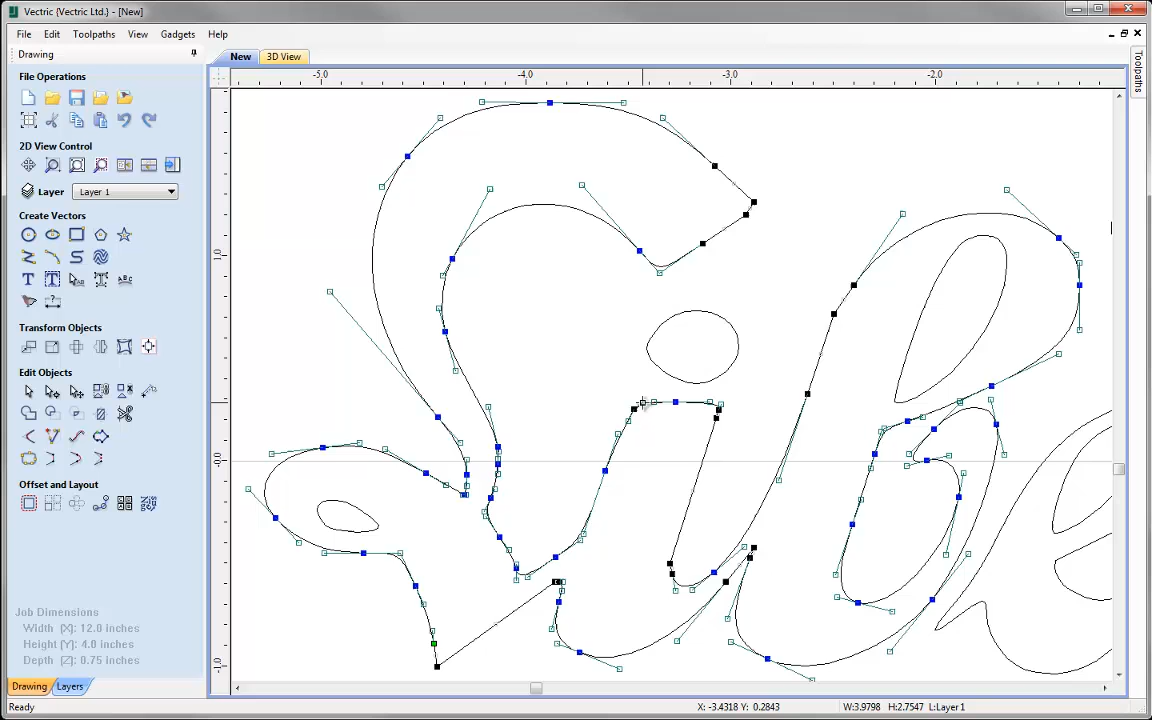 Vectric {Vectric Ltd.} - [New]
File Edit Toolpaths View Gadgets Help
Drawing
New 3D View
Toolpaths
-5.0 -4.0 -3.0 -2.0
1.0
-0.0
-1.0
File Operations
2D View Control
Layer Layer 1
Create Vectors
Transform Objects
Edit Objects
Offset and Layout
Job Dimensions
Width (X): 12.0 inches
Height (Y): 4.0 inches
Depth (Z): 0.75 inches
Drawing Layers
Ready
X: -3.4318 Y: 0.2843
W:3.9798 H:2.7547 L:Layer 1